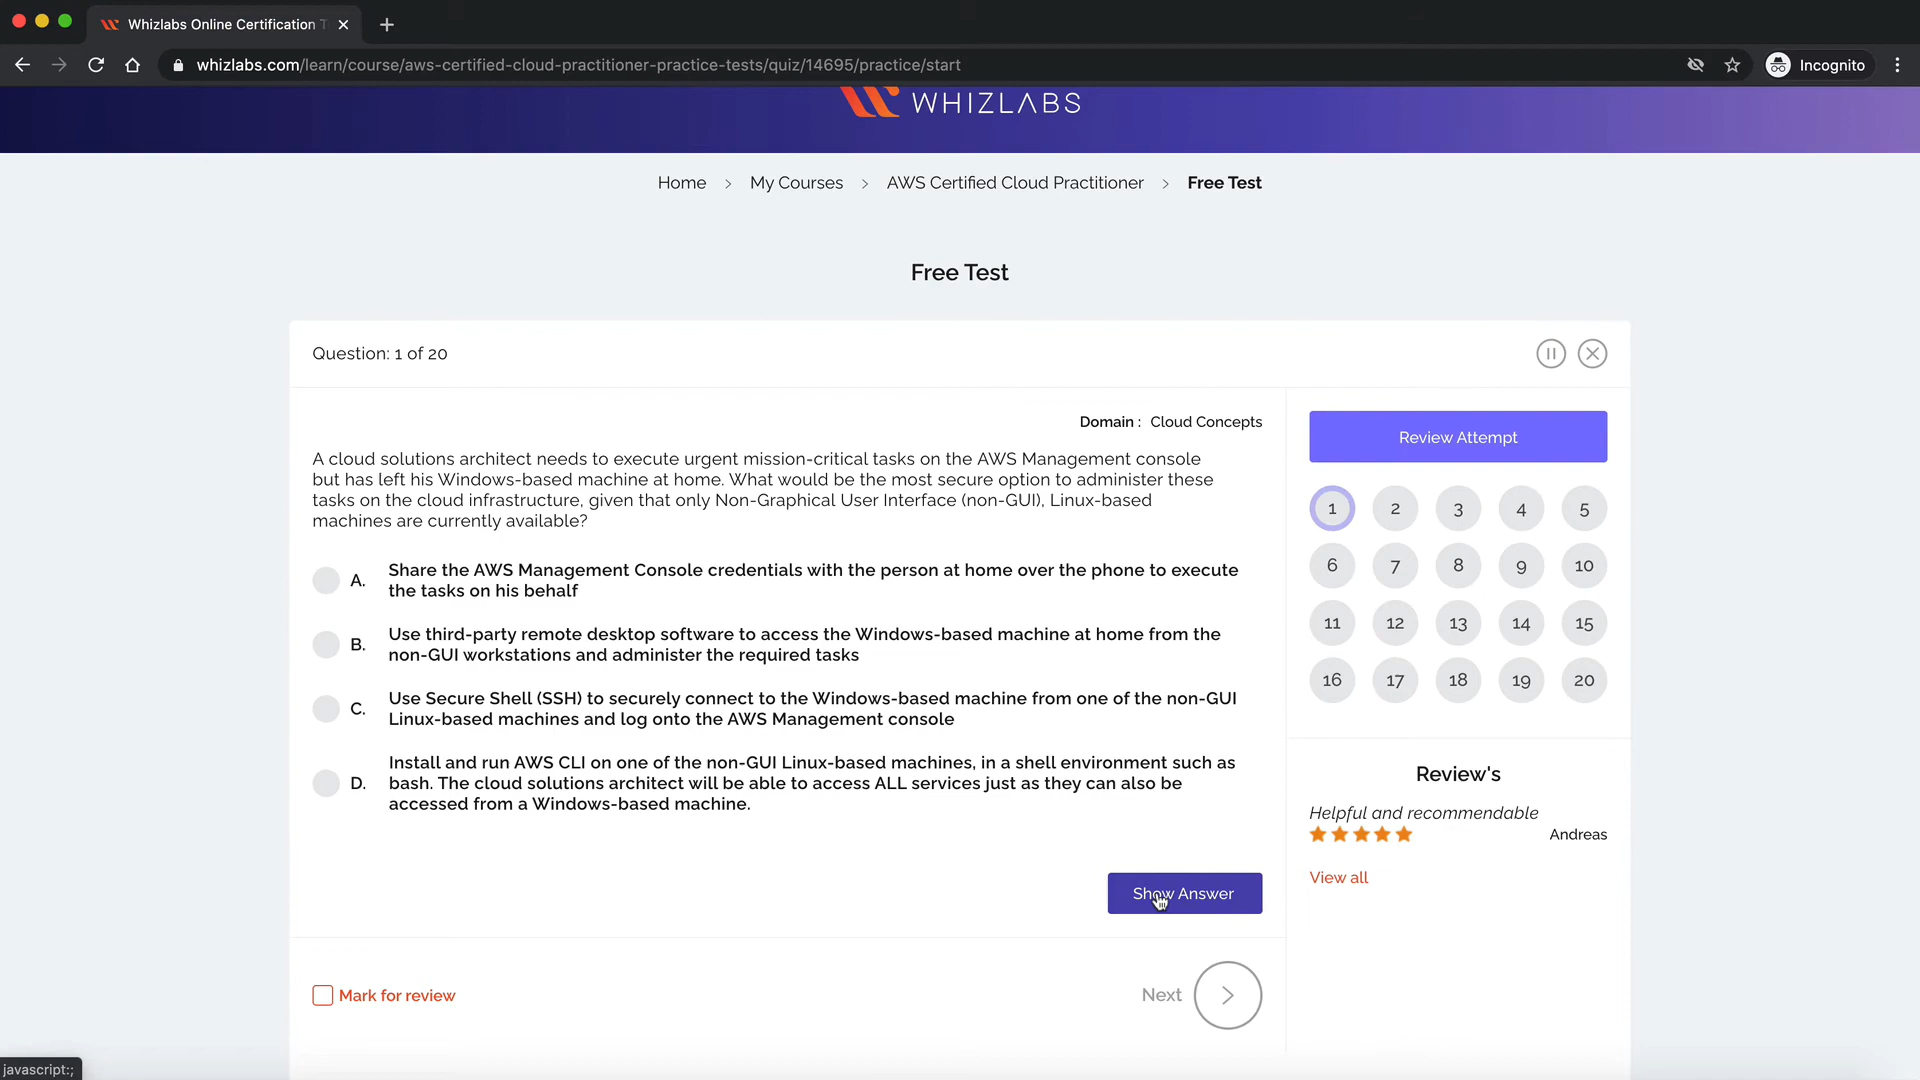 Whizlabs Online Certification T
whizlabs.com/learn/course/aws-certified-cloud-practitioner-practice-tests/quiz/14695/practice/start
Incognito
WHIZLABS
Home > My Courses > AWS Certified Cloud Practitioner > Free Test
Free Test
Question: 1 of 20
Domain : Cloud Concepts
A cloud solutions architect needs to execute urgent mission-critical tasks on the AWS Management console
but has left his Windows-based machine at home. What would be the most secure option to administer these
tasks on the cloud infrastructure, given that only Non-Graphical User Interface (non-GUI), Linux-based
machines are currently available?
A. Share the AWS Management Console credentials with the person at home over the phone to execute
the tasks on his behalf
B. Use third-party remote desktop software to access the Windows-based machine at home from the
non-GUI workstations and administer the required tasks
C. Use Secure Shell (SSH) to securely connect to the Windows-based machine from one of the non-GUI
Linux-based machines and log onto the AWS Management console
D. Install and run AWS CLI on one of the non-GUI Linux-based machines, in a shell environment such as
bash. The cloud solutions architect will be able to access ALL services just as they can also be
accessed from a Windows-based machine.
Show Answer
Mark for review
Next
Review Attempt
1 2 3 4 5
6 7 8 9 10
11 12 13 14 15
16 17 18 19 20
Review's
Helpful and recommendable
Andreas
View all
javascript:;